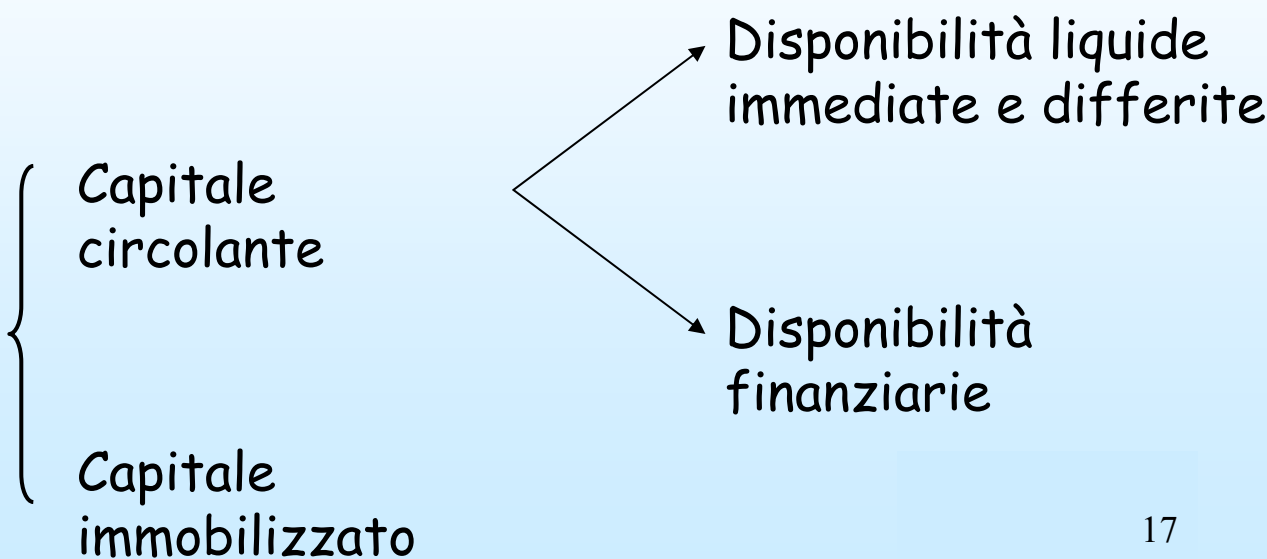 Disponibilità liquide
immediate e differite
Capitale
circolante
Disponibilità
finanziarie
Capitale
immobilizzato
17